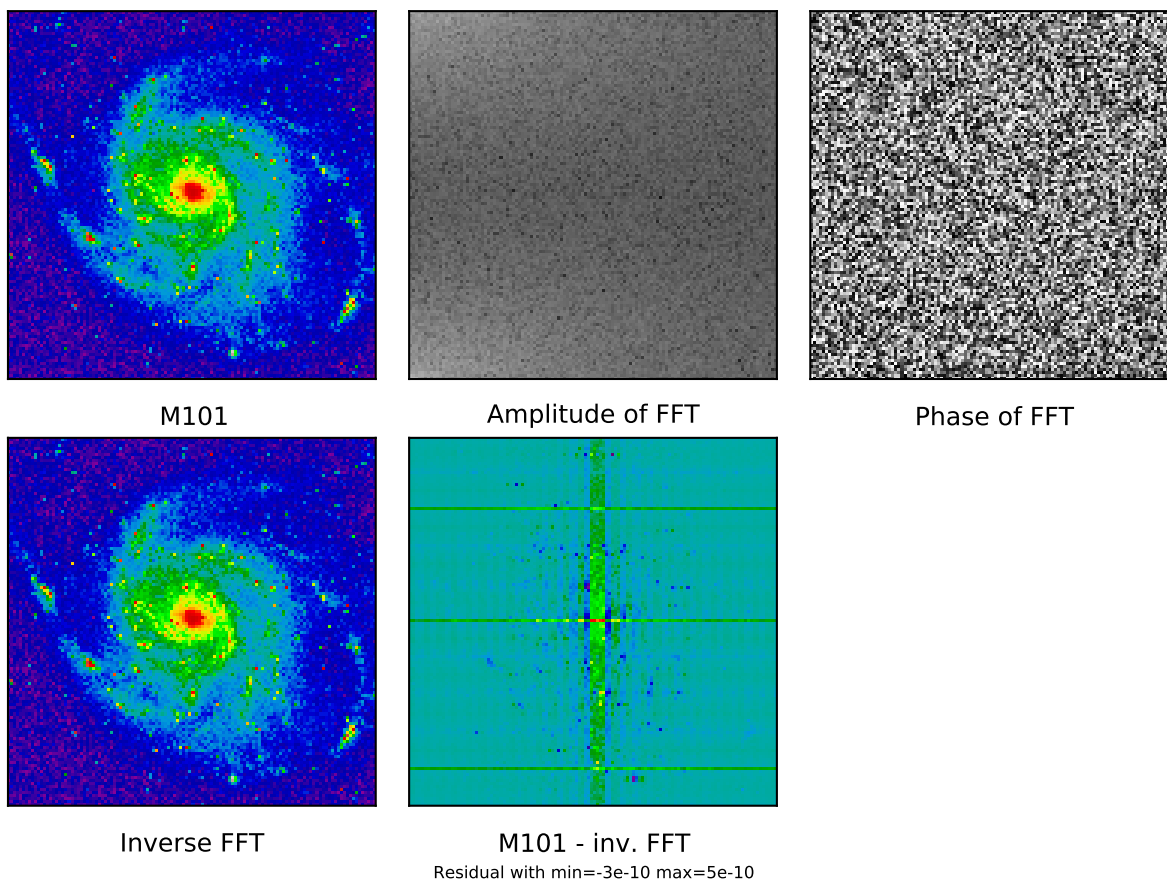 M101
Amplitude of FFT
Phase of FFT
Inverse FFT
M101 - inv. FFT
Residual with min=-3e-10 max=5e-10